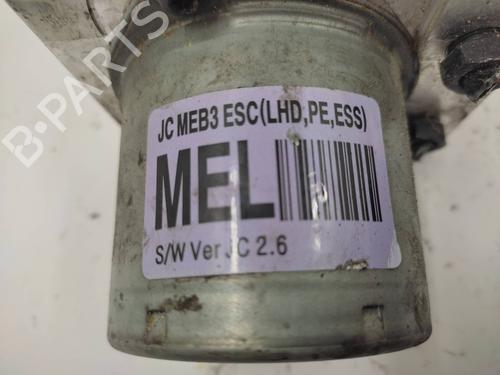 B-PARTS
JC MEB3 ESC(LHD,PE,ESS)
MEL
S/W Ver JC 2.6